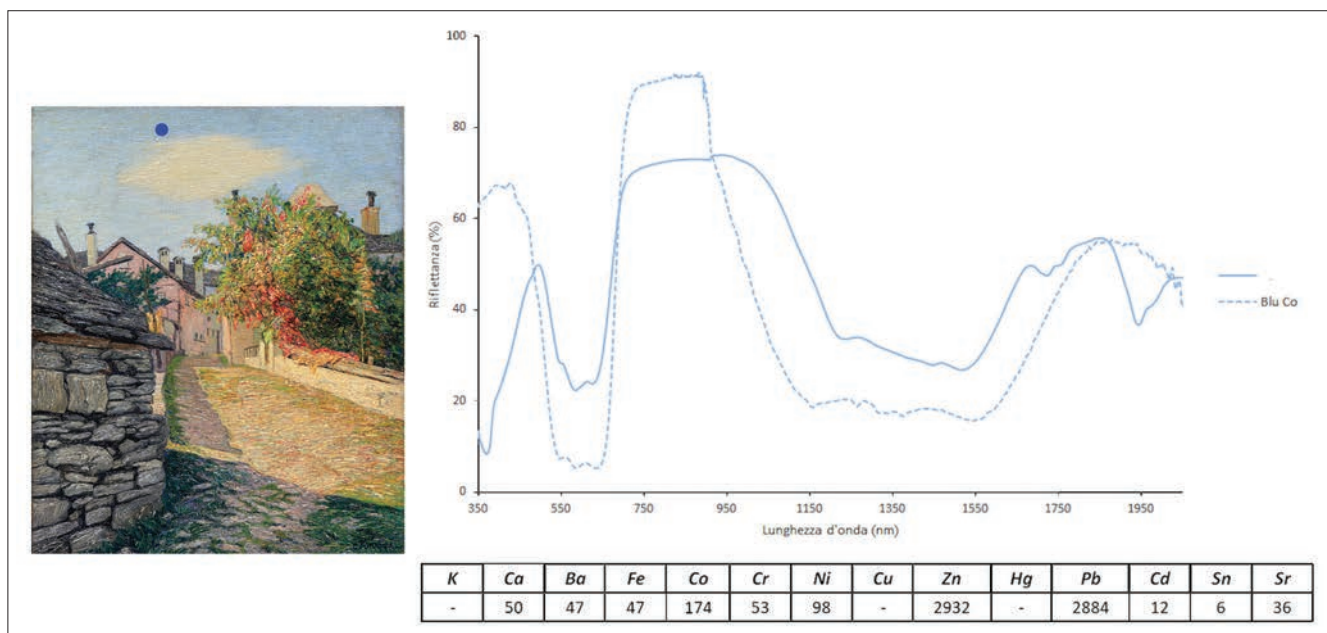 100
80
60
40
20
0
Riflettanza (%)
350 550 750 950 1150 1350 1550 1750 1950
Lunghezza d'onda (nm)
Blu Co
K Ca Ba Fe Co Cr Ni Cu Zn Hg Pb Cd Sn Sr
- 50 47 47 174 53 98 - 2932 - 2884 12 6 36